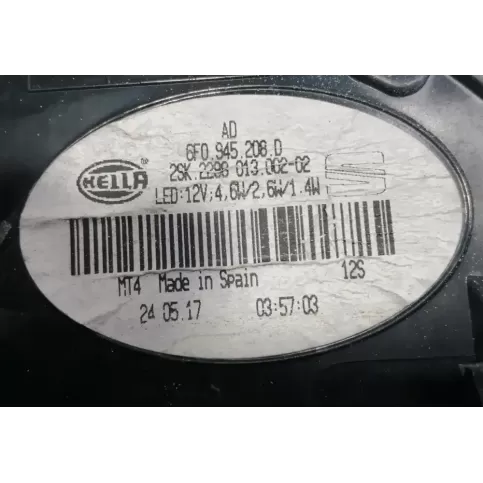 AD
6F0.945.208.D
2SK.2298 013.002-02
LED:12V;4,6W/2,6W/1.4W
HELLA ®
MT4 Made in Spain 12S
24 05.17 03:57:03